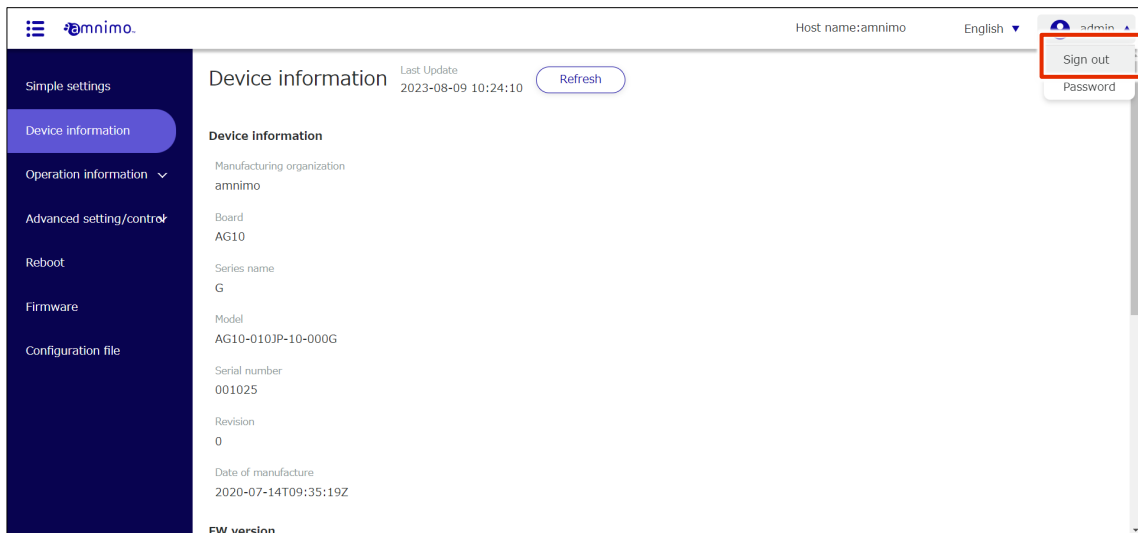 amnimo
Host name:amnimo
English
admin
Sign out
Password
Simple settings
Device information
Operation information
Advanced setting/control
Reboot
Firmware
Configuration file
Device information
Last Update
2023-08-09 10:24:10
Refresh
Device information
Manufacturing organization
amnimo
Board
AG10
Series name
G
Model
AG10-010JP-10-000G
Serial number
001025
Revision
0
Date of manufacture
2020-07-14T09:35:19Z
FW version